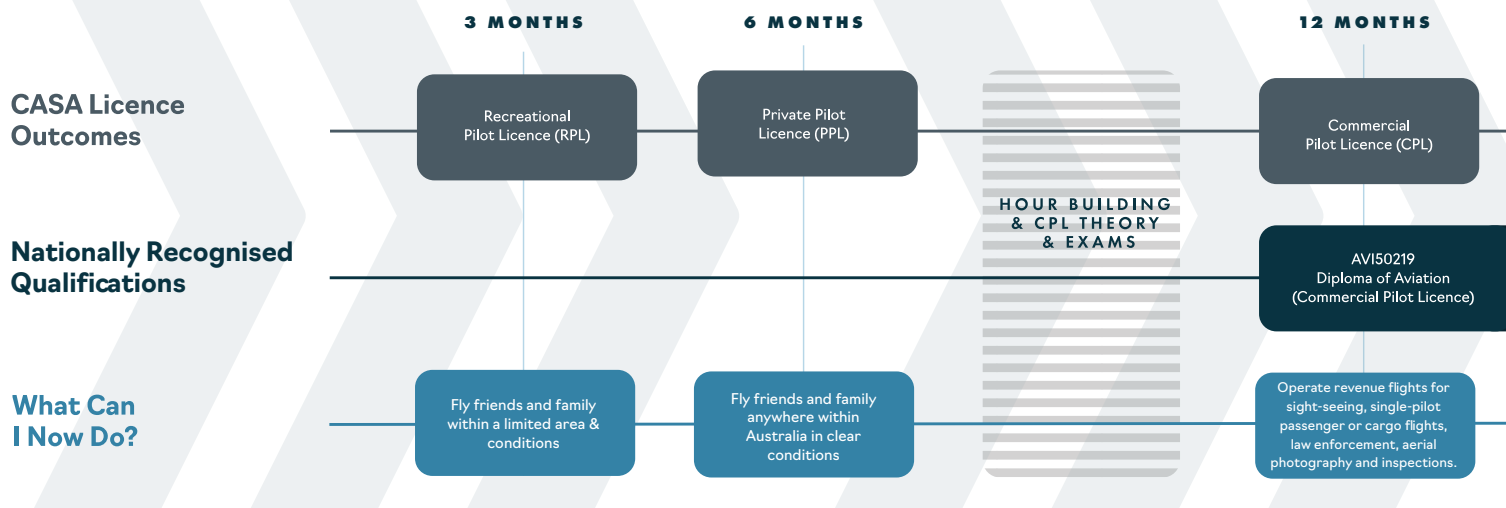 3 MONTHS
6 MONTHS
12 MONTHS
CASA Licence
Outcomes
Recreational
Pilot Licence (RPL)
Private Pilot
Licence (PPL)
Commercial
Pilot Licence (CPL)
HOUR BUILDING
& CPL THEORY
& EXAMS
Nationally Recognised
Qualifications
AVI50219
Diploma of Aviation
(Commercial Pilot Licence)
What Can
I Now Do?
Fly friends and family
within a limited area &
conditions
Fly friends and family
anywhere within
Australia in clear
conditions
Operate revenue flights for
sight-seeing, single-pilot
passenger or cargo flights,
law enforcement, aerial
photography and inspections.